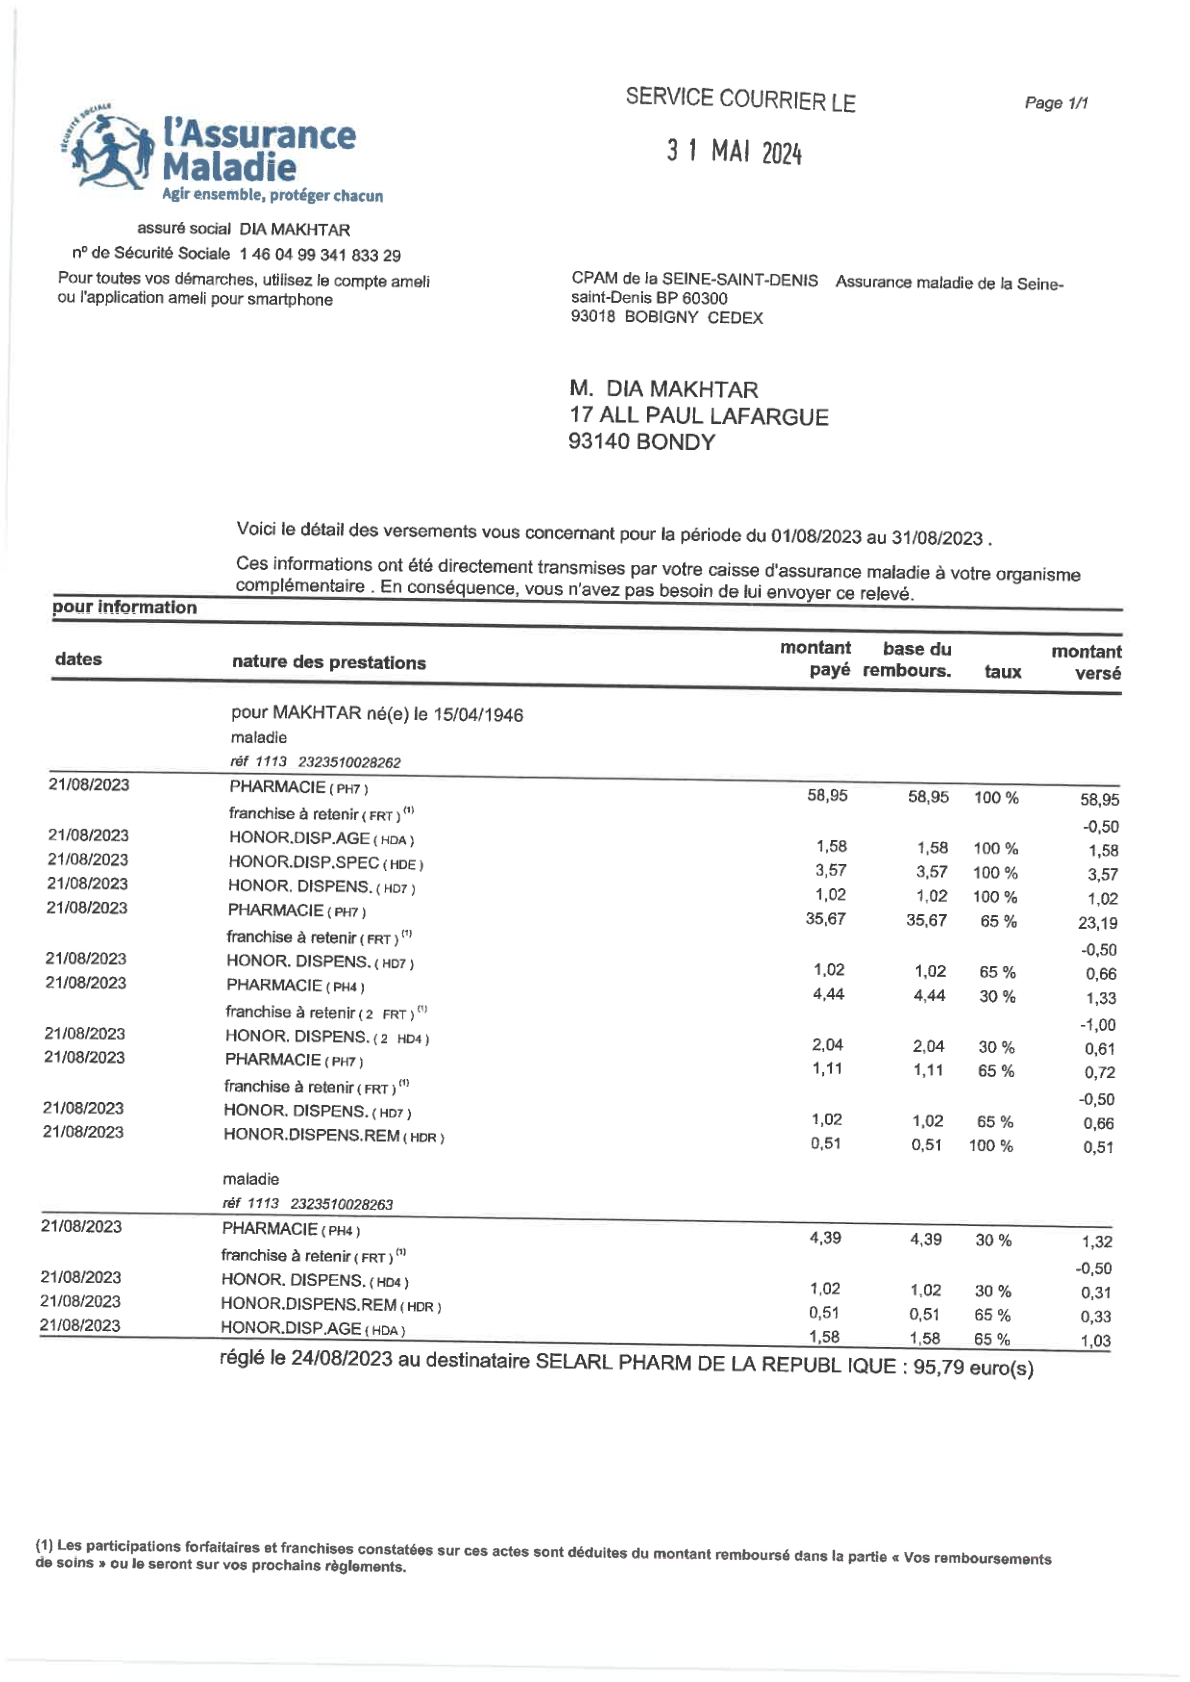 SERVICE COURRIER LE
Page 1/1
31 MAI 2024
SÉCURITÉ SOCIALE
l'Assurance
Maladie
Agir ensemble, protéger chacun
assuré social DIA MAKHTAR
n° de Sécurité Sociale 1 46 04 99 341 833 29
Pour toutes vos démarches, utilisez le compte ameli
ou l'application ameli pour smartphone
CPAM de la SEINE-SAINT-DENIS Assurance maladie de la Seine-
saint-Denis BP 60300
93018 BOBIGNY CEDEX
M. DIA MAKHTAR
17 ALL PAUL LAFARGUE
93140 BONDY
Voici le détail des versements vous concernant pour la période du 01/08/2023 au 31/08/2023 .
Ces informations ont été directement transmises par votre caisse d'assurance maladie à votre organisme
complémentaire . En conséquence, vous n'avez pas besoin de lui envoyer ce relevé.
pour information
dates nature des prestations montant payé base du rembours. taux montant versé
pour MAKHTAR né(e) le 15/04/1946
maladie
réf 1113 2323510028262
21/08/2023 PHARMACIE ( PH7 ) 58,95 58,95 100 % 58,95
franchise à retenir ( FRT ) (1) -0,50
21/08/2023 HONOR.DISP.AGE ( HDA ) 1,58 1,58 100 % 1,58
21/08/2023 HONOR.DISP.SPEC ( HDE ) 3,57 3,57 100 % 3,57
21/08/2023 HONOR. DISPENS. ( HD7 ) 1,02 1,02 100 % 1,02
21/08/2023 PHARMACIE ( PH7 ) 35,67 35,67 65 % 23,19
franchise à retenir ( FRT ) (1) -0,50
21/08/2023 HONOR. DISPENS. ( HD7 ) 1,02 1,02 65 % 0,66
21/08/2023 PHARMACIE ( PH4 ) 4,44 4,44 30 % 1,33
franchise à retenir ( 2 FRT ) (1) -1,00
21/08/2023 HONOR. DISPENS. ( 2 HD4 ) 2,04 2,04 30 % 0,61
21/08/2023 PHARMACIE ( PH7 ) 1,11 1,11 65 % 0,72
franchise à retenir ( FRT ) (1) -0,50
21/08/2023 HONOR. DISPENS. ( HD7 ) 1,02 1,02 65 % 0,66
21/08/2023 HONOR.DISPENS.REM ( HDR ) 0,51 0,51 100 % 0,51
maladie
réf 1113 2323510028263
21/08/2023 PHARMACIE ( PH4 ) 4,39 4,39 30 % 1,32
franchise à retenir ( FRT ) (1) -0,50
21/08/2023 HONOR. DISPENS. ( HD4 ) 1,02 1,02 30 % 0,31
21/08/2023 HONOR.DISPENS.REM ( HDR ) 0,51 0,51 65 % 0,33
21/08/2023 HONOR.DISP.AGE ( HDA ) 1,58 1,58 65 % 1,03
réglé le 24/08/2023 au destinataire SELARL PHARM DE LA REPUBL IQUE : 95,79 euro(s)
(1) Les participations forfaitaires et franchises constatées sur ces actes sont déduites du montant remboursé dans la partie « Vos remboursements
de soins » ou le seront sur vos prochains règlements.